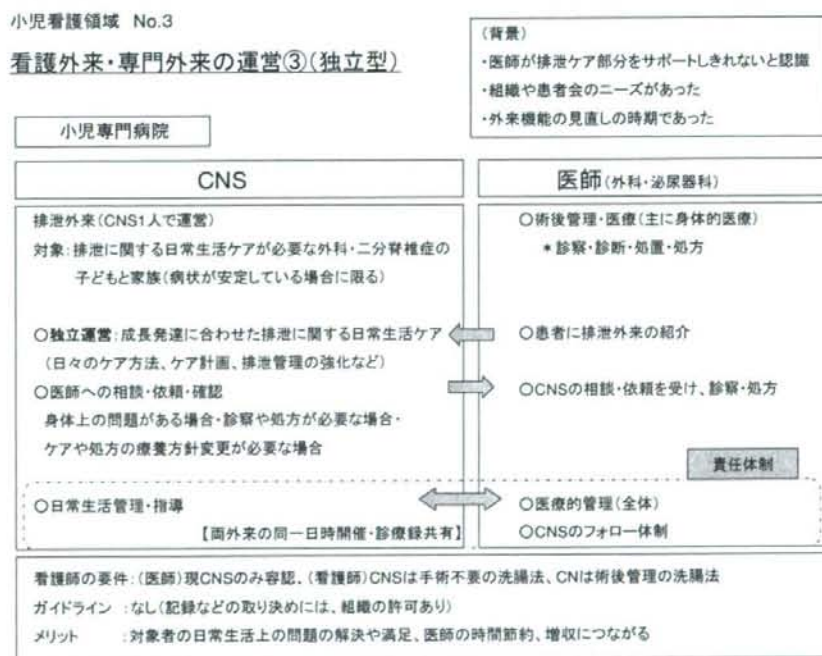 小児看護領域 No.3
看護外来・専門外来の運営③(独立型)
(背景)
・医師が排泄ケア部分をサポートしきれないと認識
・組織や患者会のニーズがあった
・外来機能の見直しの時期であった
小児専門病院
CNS
排泄外来(CNS1人で運営)
対象:排泄に関する日常生活ケアが必要な外科・二分脊椎症の
子どもと家族(病状が安定している場合に限る)
○独立運営:成長発達に合わせた排泄に関する日常生活ケア
(日々のケア方法、ケア計画、排泄管理の強化など)
○医師への相談・依頼・確認
身体上の問題がある場合・診察や処方が必要な場合・
ケアや処方の療養方針変更が必要な場合
○日常生活管理・指導
【両外来の同一日時開催・診療録共有】
医師(外科・泌尿器科)
○術後管理・医療(主に身体的医療)
＊診察・診断・処置・処方
○患者に排泄外来の紹介
○CNSの相談・依頼を受け、診察・処方
責任体制
○医療的管理(全体)
○CNSのフォロー体制
看護師の要件:(医師)現CNSのみ容認、(看護師)CNSは手術不要の洗腸法、CNは術後管理の洗腸法
ガイドライン :なし(記録などの取り決めには、組織の許可あり)
メリット :対象者の日常生活上の問題の解決や満足、医師の時間節約、増収につながる